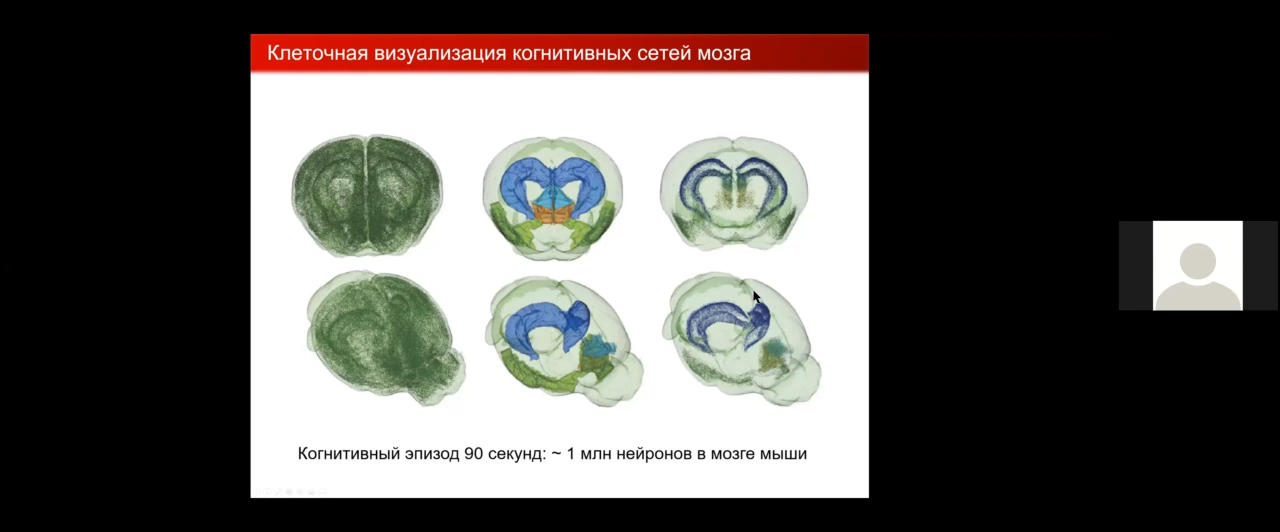 Клеточная визуализация когнитивных сетей мозга
Когнитивный эпизод 90 секунд: ~ 1 млн нейронов в мозге мыши